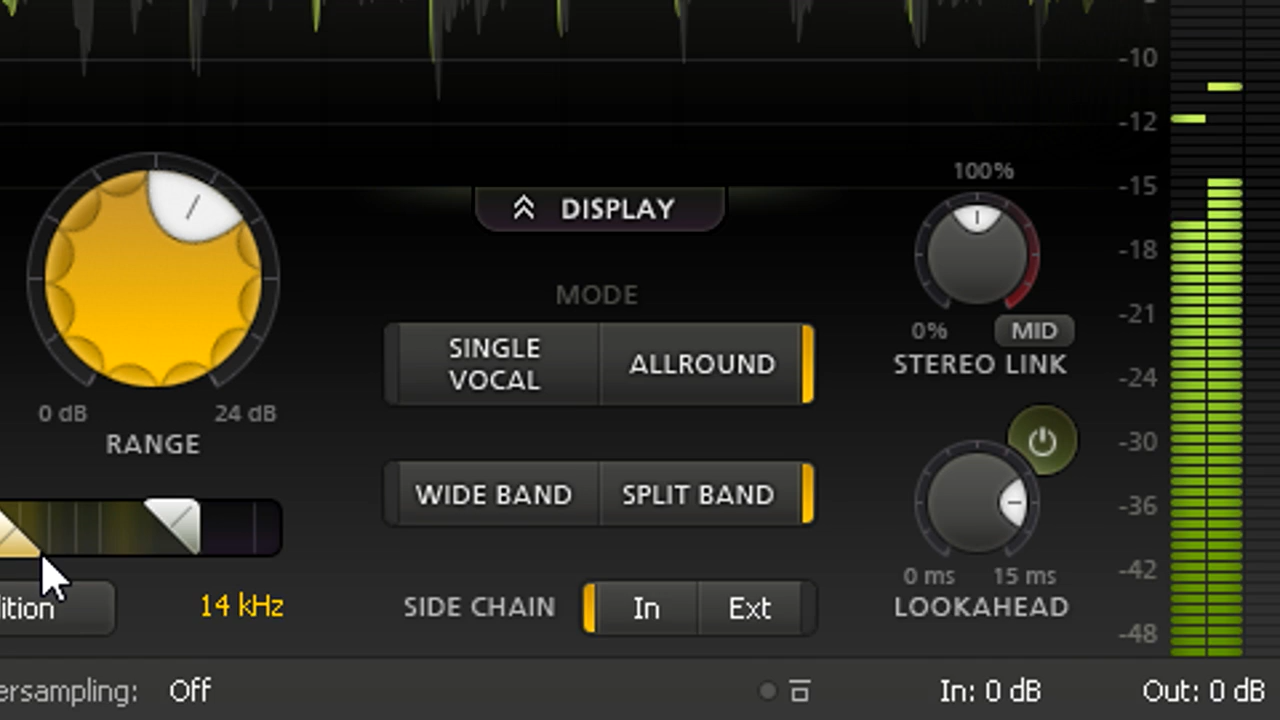 -10
-12
100%
-15
DISPLAY
-18
MODE
-21
0% MID
SINGLE VOCAL ALLROUND
STEREO LINK
-24
0 dB 24 dB
RANGE
-30
WIDE BAND SPLIT BAND
-36
0 ms 15 ms
-42
ition 14 kHz SIDE CHAIN In Ext LOOKAHEAD
-48
ersampling: Off In: 0 dB Out: 0 dB